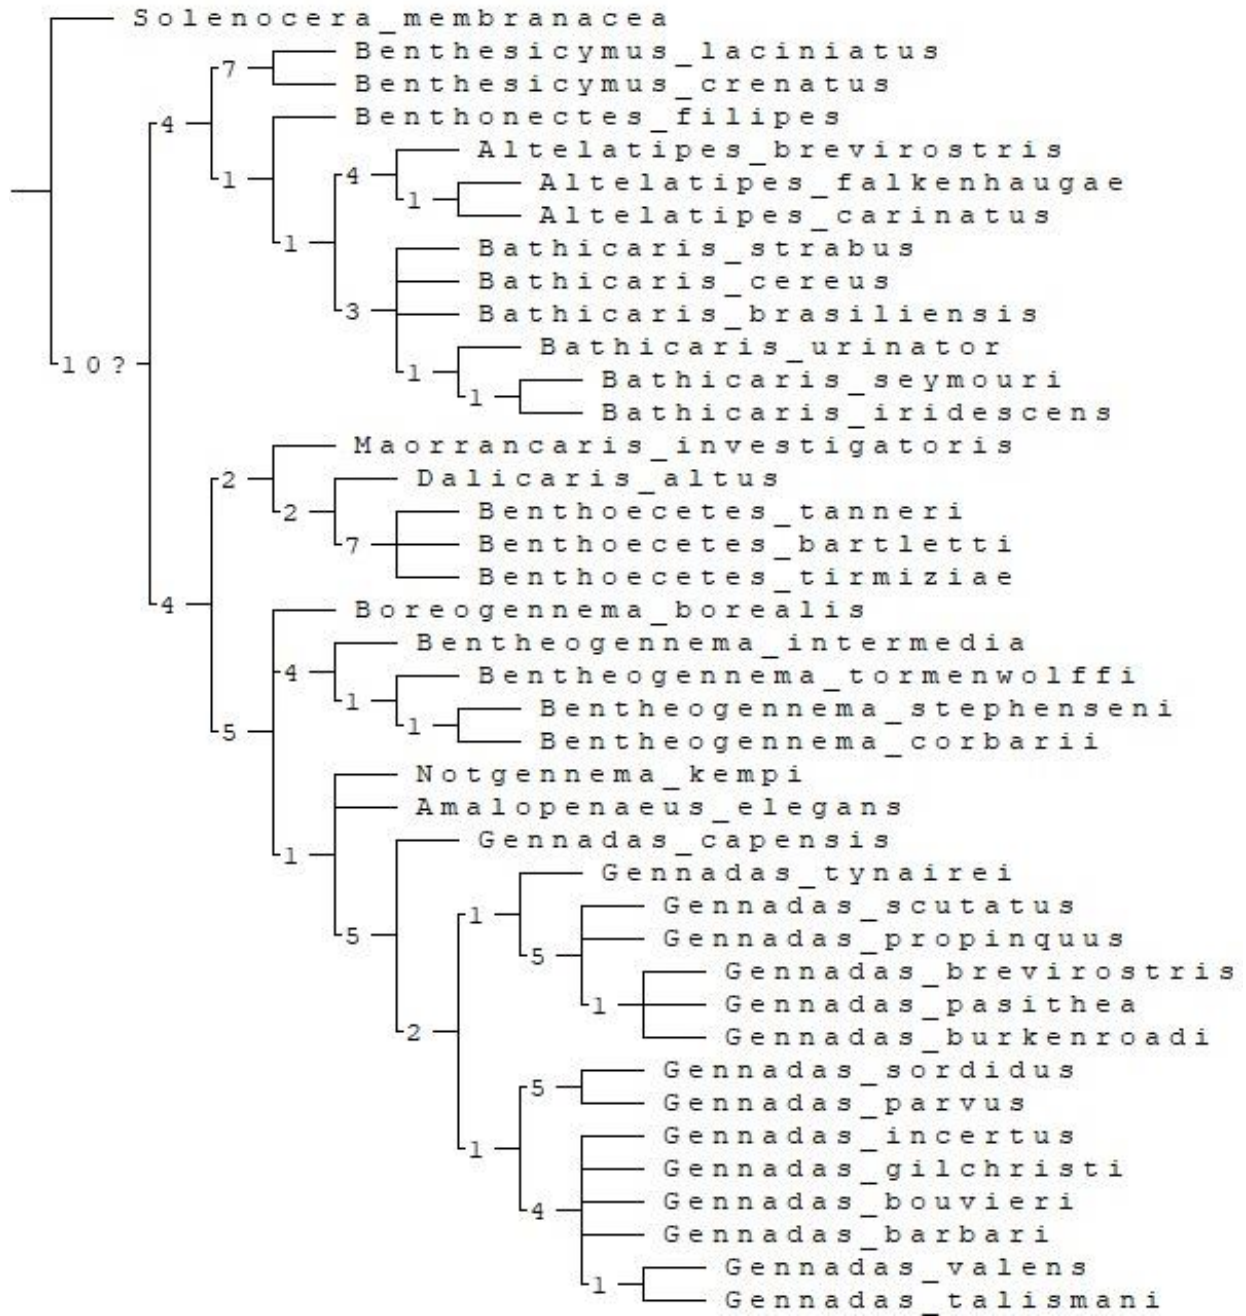 Solenocera_membranacea
Benthesicymus_laciniatus
7
Benthesicymus_crenatus
Benthonectes_filipes
4
Altelatipes_brevirostris
4
1
Altelatipes_falkenhaugae
1
Altelatipes_carinatus
1
Bathicaris_strabus
Bathicaris_cereus
3
Bathicaris_brasiliensis
Bathicaris_urinator
10?
1
Bathicaris_seymouri
1
Bathicaris_iridescens
Maorrancaris_investigatoris
2
Dalicaris_altus
2
Benthoecetes_tanneri
7
Benthoecetes_bartletti
Benthoecetes_tirmiziae
4
Boreogennema_borealis
Bentheogennema_intermedia
4
Bentheogennema_tormenwolffi
1
Bentheogennema_stephenseni
1
5
Bentheogennema_corbarii
Notgennema_kempi
Amalopenaeus_elegans
Gennadas_capensis
1
Gennadas_tynairei
Gennadas_scutatus
1
5
Gennadas_propinquus
5
Gennadas_brevirostris
1
Gennadas_pasithea
2
Gennadas_burkenroadi
Gennadas_sordidus
5
Gennadas_parvus
Gennadas_incertus
1
Gennadas_gilchristi
Gennadas_bouvieri
4
Gennadas_barbari
Gennadas_valens
1
Gennadas_talismani